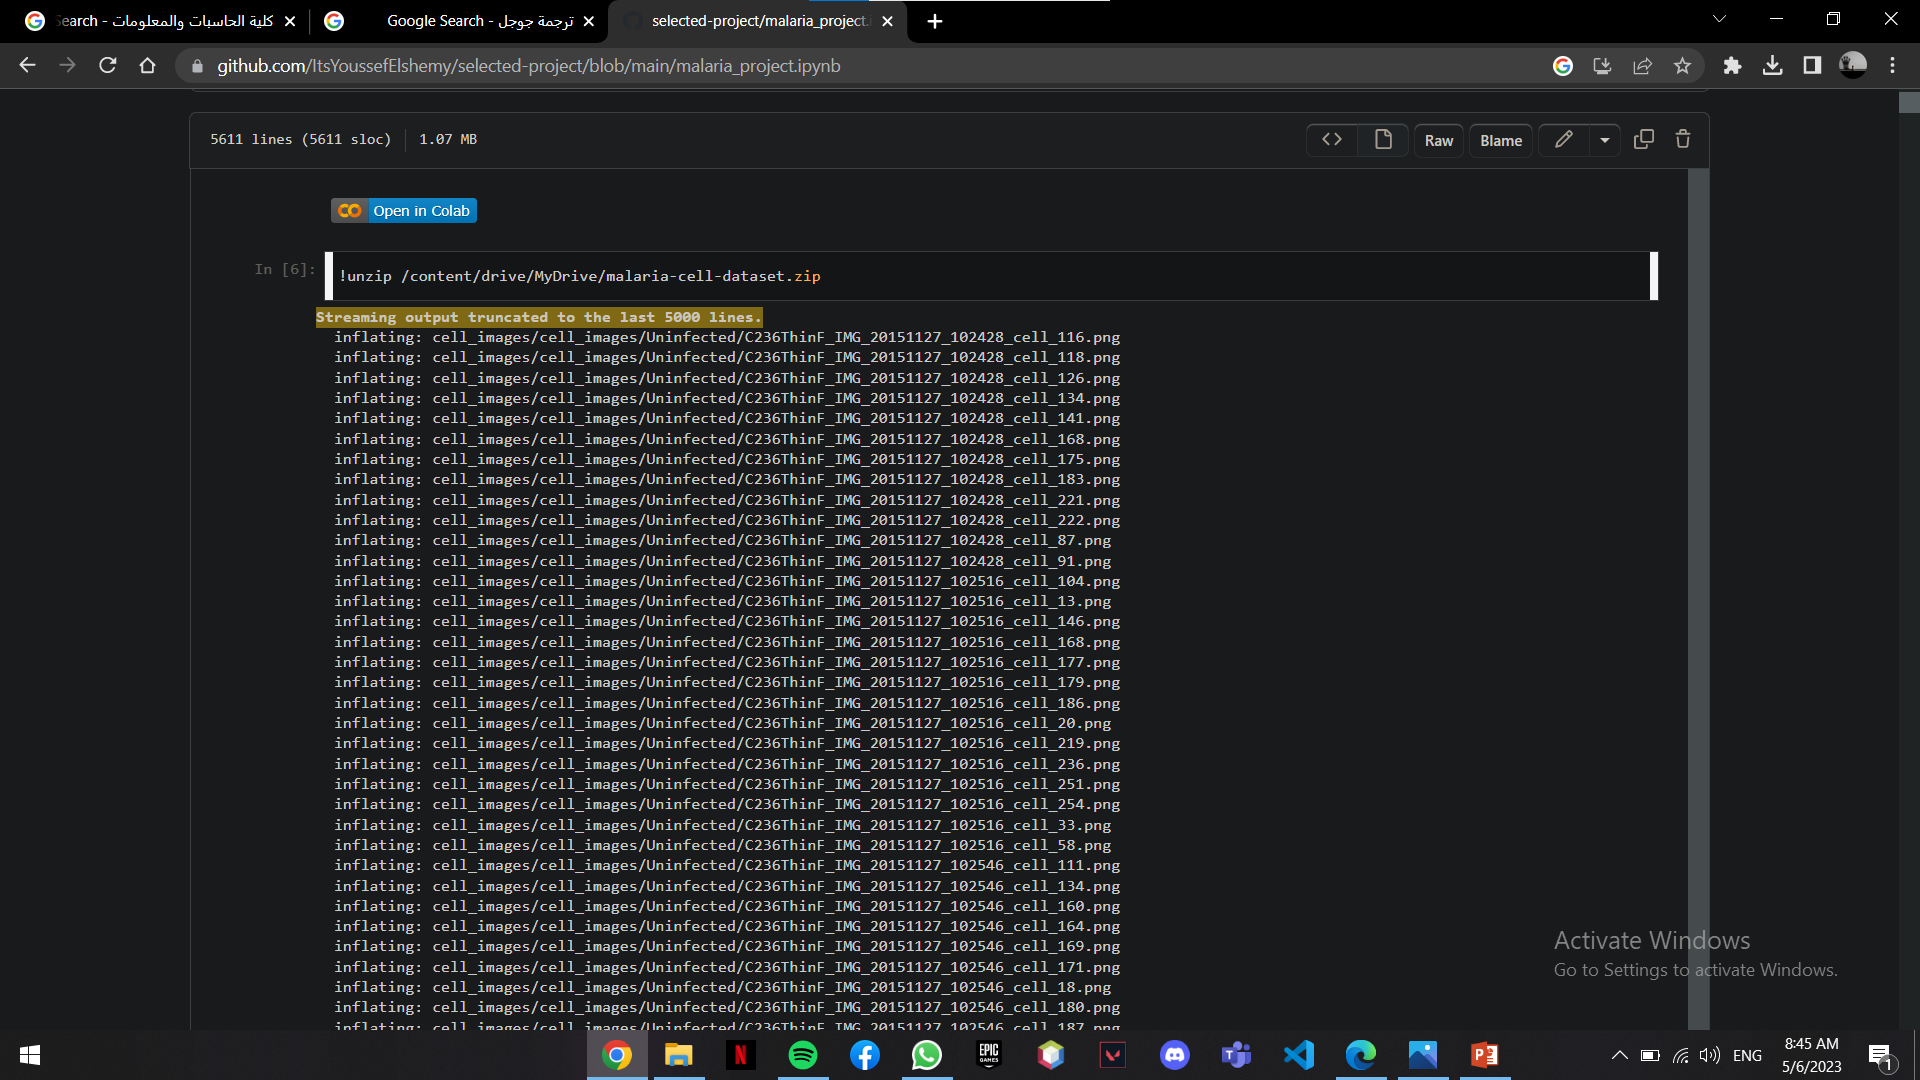 Search - كلية الحاسبات والمعلومات
Google Search - ترجمة جوجل
selected-project/malaria_project.i
github.com/ItsYoussefElshemy/selected-project/blob/main/malaria_project.ipynb
5611 lines (5611 sloc) 1.07 MB
Raw Blame
Open in Colab
In [6]: !unzip /content/drive/MyDrive/malaria-cell-dataset.zip
Streaming output truncated to the last 5000 lines.
inflating: cell_images/cell_images/Uninfected/C236ThinF_IMG_20151127_102428_cell_116.png
inflating: cell_images/cell_images/Uninfected/C236ThinF_IMG_20151127_102428_cell_118.png
inflating: cell_images/cell_images/Uninfected/C236ThinF_IMG_20151127_102428_cell_126.png
inflating: cell_images/cell_images/Uninfected/C236ThinF_IMG_20151127_102428_cell_134.png
inflating: cell_images/cell_images/Uninfected/C236ThinF_IMG_20151127_102428_cell_141.png
inflating: cell_images/cell_images/Uninfected/C236ThinF_IMG_20151127_102428_cell_168.png
inflating: cell_images/cell_images/Uninfected/C236ThinF_IMG_20151127_102428_cell_175.png
inflating: cell_images/cell_images/Uninfected/C236ThinF_IMG_20151127_102428_cell_183.png
inflating: cell_images/cell_images/Uninfected/C236ThinF_IMG_20151127_102428_cell_221.png
inflating: cell_images/cell_images/Uninfected/C236ThinF_IMG_20151127_102428_cell_222.png
inflating: cell_images/cell_images/Uninfected/C236ThinF_IMG_20151127_102428_cell_87.png
inflating: cell_images/cell_images/Uninfected/C236ThinF_IMG_20151127_102428_cell_91.png
inflating: cell_images/cell_images/Uninfected/C236ThinF_IMG_20151127_102516_cell_104.png
inflating: cell_images/cell_images/Uninfected/C236ThinF_IMG_20151127_102516_cell_13.png
inflating: cell_images/cell_images/Uninfected/C236ThinF_IMG_20151127_102516_cell_146.png
inflating: cell_images/cell_images/Uninfected/C236ThinF_IMG_20151127_102516_cell_168.png
inflating: cell_images/cell_images/Uninfected/C236ThinF_IMG_20151127_102516_cell_177.png
inflating: cell_images/cell_images/Uninfected/C236ThinF_IMG_20151127_102516_cell_179.png
inflating: cell_images/cell_images/Uninfected/C236ThinF_IMG_20151127_102516_cell_186.png
inflating: cell_images/cell_images/Uninfected/C236ThinF_IMG_20151127_102516_cell_20.png
inflating: cell_images/cell_images/Uninfected/C236ThinF_IMG_20151127_102516_cell_219.png
inflating: cell_images/cell_images/Uninfected/C236ThinF_IMG_20151127_102516_cell_236.png
inflating: cell_images/cell_images/Uninfected/C236ThinF_IMG_20151127_102516_cell_251.png
inflating: cell_images/cell_images/Uninfected/C236ThinF_IMG_20151127_102516_cell_254.png
inflating: cell_images/cell_images/Uninfected/C236ThinF_IMG_20151127_102516_cell_33.png
inflating: cell_images/cell_images/Uninfected/C236ThinF_IMG_20151127_102516_cell_58.png
inflating: cell_images/cell_images/Uninfected/C236ThinF_IMG_20151127_102546_cell_111.png
inflating: cell_images/cell_images/Uninfected/C236ThinF_IMG_20151127_102546_cell_134.png
inflating: cell_images/cell_images/Uninfected/C236ThinF_IMG_20151127_102546_cell_160.png
inflating: cell_images/cell_images/Uninfected/C236ThinF_IMG_20151127_102546_cell_164.png
inflating: cell_images/cell_images/Uninfected/C236ThinF_IMG_20151127_102546_cell_169.png
inflating: cell_images/cell_images/Uninfected/C236ThinF_IMG_20151127_102546_cell_171.png
inflating: cell_images/cell_images/Uninfected/C236ThinF_IMG_20151127_102546_cell_18.png
inflating: cell_images/cell_images/Uninfected/C236ThinF_IMG_20151127_102546_cell_180.png
inflating: cell_images/cell_images/Uninfected/C236ThinF_IMG_20151127_102546_cell_187.png
Activate Windows
Go to Settings to activate Windows.
EPIC GAMES
ENG
8:45 AM
5/6/2023
1